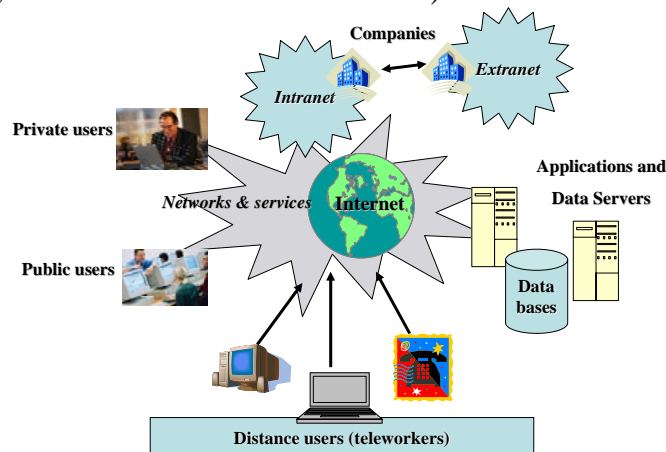 Companies
Intranet
Extranet
Private users
Applications and
Data Servers
Networks & services
Internet
Public users
Data
bases
Distance users (teleworkers)